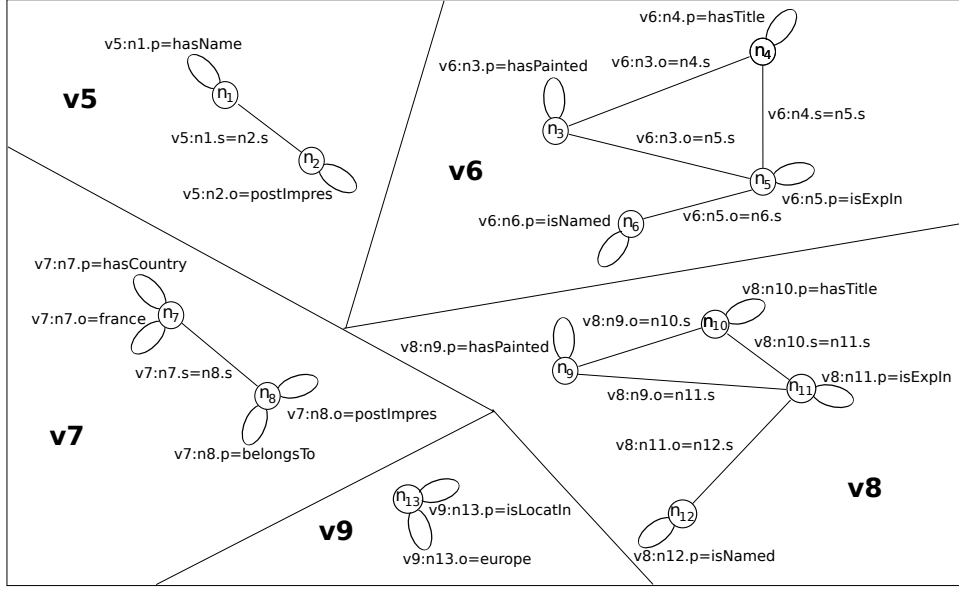 v5
v5:n1.p=hasName
n1
v5:n1.s=n2.s
n2
v5:n2.o=postImpres
v6
v6:n4.p=hasTitle
n4
v6:n3.o=n4.s
v6:n3.p=hasPainted
n3
v6:n4.s=n5.s
v6:n3.o=n5.s
n5
v6:n5.p=isExpIn
v6:n5.o=n6.s
v6:n6.p=isNamed
n6
v7
v7:n7.p=hasCountry
n7
v7:n7.o=france
v7:n7.s=n8.s
n8
v7:n8.o=postImpres
v7:n8.p=belongsTo
v8
v8:n10.p=hasTitle
n10
v8:n9.o=n10.s
v8:n10.s=n11.s
v8:n9.p=hasPainted
n9
v8:n11.p=isExpIn
n11
v8:n9.o=n11.s
v8:n11.o=n12.s
n12
v8:n12.p=isNamed
v9
n13
v9:n13.p=isLocatIn
v9:n13.o=europe